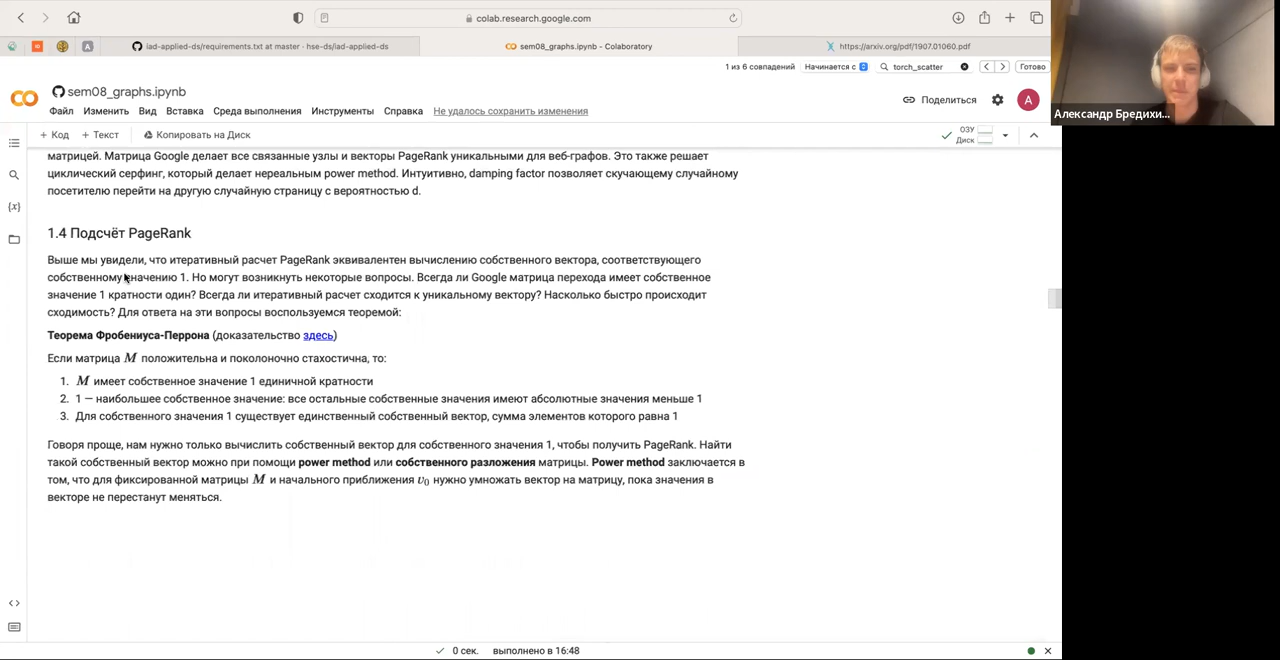 colab.research.google.com
iad-applied-ds/requirements.txt at master · hse-ds/iad-applied-ds
sem08_graphs.ipynb - Colaboratory
https://arxiv.org/pdf/1907.01060.pdf
1 из 6 совпадений
Начинается с
torch_scatter
Готово
sem08_graphs.ipynb
Файл Изменить Вид Вставка Среда выполнения Инструменты Справка Не удалось сохранить изменения
Поделиться
A
Александр Бредихи...
+ Код + Текст Копировать на Диск
ОЗУ
Диск
матрицей. Матрица Google делает все связанные узлы и векторы PageRank уникальными для веб-графов. Это также решает
циклический серфинг, который делает нереальным power method. Интуитивно, damping factor позволяет скучающему случайному
посетителю перейти на другую случайную страницу с вероятностью d.
1.4 Подсчёт PageRank
Выше мы увидели, что итеративный расчет PageRank эквивалентен вычислению собственного вектора, соответствующего
собственному значению 1. Но могут возникнуть некоторые вопросы. Всегда ли Google матрица перехода имеет собственное
значение 1 кратности один? Всегда ли итеративный расчет сходится к уникальному вектору? Насколько быстро происходит
сходимость? Для ответа на эти вопросы воспользуемся теоремой:
Теорема Фробениуса-Перрона (доказательство здесь)
Если матрица M положительна и поколоночно стахостична, то:
1. M имеет собственное значение 1 единичной кратности
2. 1 — наибольшее собственное значение: все остальные собственные значения имеют абсолютные значения меньше 1
3. Для собственного значения 1 существует единственный собственный вектор, сумма элементов которого равна 1
Говоря проще, нам нужно только вычислить собственный вектор для собственного значения 1, чтобы получить PageRank. Найти
такой собственный вектор можно при помощи power method или собственного разложения матрицы. Power method заключается в
том, что для фиксированной матрицы M и начального приближения v₀ нужно умножать вектор на матрицу, пока значения в
векторе не перестанут меняться.
0 сек. выполнено в 16:48